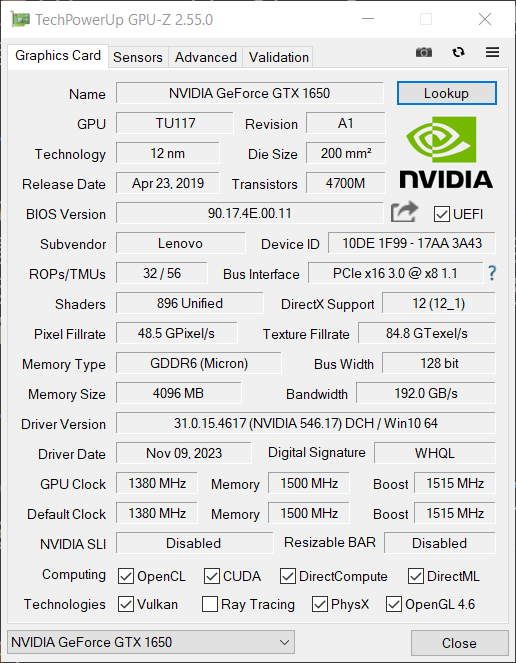 TechPowerUp GPU-Z 2.55.0
Graphics Card Sensors Advanced Validation
Name NVIDIA GeForce GTX 1650 Lookup
GPU TU117 Revision A1
Technology 12 nm Die Size 200 mm²
Release Date Apr 23, 2019 Transistors 4700M
NVIDIA
BIOS Version 90.17.4E.00.11 UEFI
Subvendor Lenovo Device ID 10DE 1F99 - 17AA 3A43
ROPs/TMUs 32 / 56 Bus Interface PCIe x16 3.0 @ x8 1.1 ?
Shaders 896 Unified DirectX Support 12 (12_1)
Pixel Fillrate 48.5 GPixel/s Texture Fillrate 84.8 GTexel/s
Memory Type GDDR6 (Micron) Bus Width 128 bit
Memory Size 4096 MB Bandwidth 192.0 GB/s
Driver Version 31.0.15.4617 (NVIDIA 546.17) DCH / Win10 64
Driver Date Nov 09, 2023 Digital Signature WHQL
GPU Clock 1380 MHz Memory 1500 MHz Boost 1515 MHz
Default Clock 1380 MHz Memory 1500 MHz Boost 1515 MHz
NVIDIA SLI Disabled Resizable BAR Disabled
Computing OpenCL CUDA DirectCompute DirectML
Technologies Vulkan Ray Tracing PhysX OpenGL 4.6
NVIDIA GeForce GTX 1650 Close